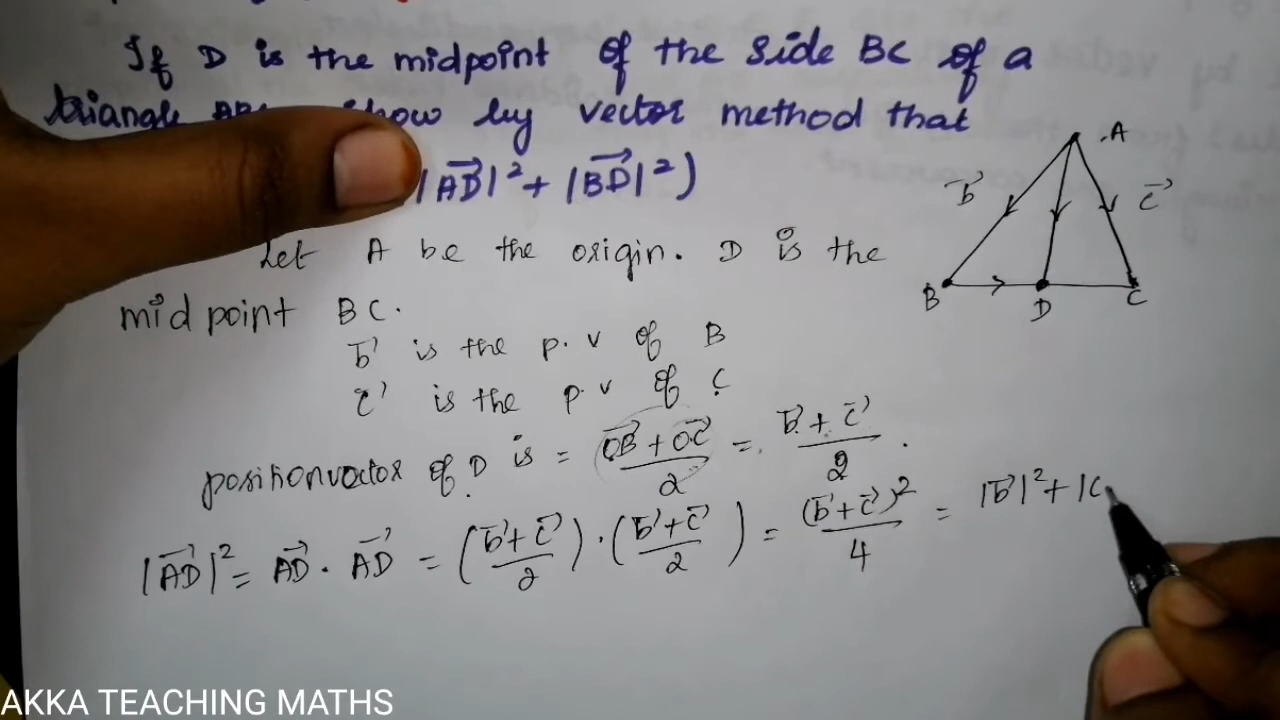 If D is the midpoint of the side BC of a
triangle show by vector method that
|AD⃗|² + |BD⃗|²)
Let A be the origin. D is the
midpoint BC.
b⃗ is the p.v of B
c⃗ is the p.v of C
position vector of D is = (OB⃗ + OC⃗)/2 = (b⃗ + c⃗)/2.
|AD⃗|² = AD⃗ · AD⃗ = ((b⃗ + c⃗)/2) · ((b⃗ + c⃗)/2) = (b⃗ + c⃗)²/4 = |b⃗|² + |c
A
b⃗
c⃗
B
D
C
AKKA TEACHING MATHS